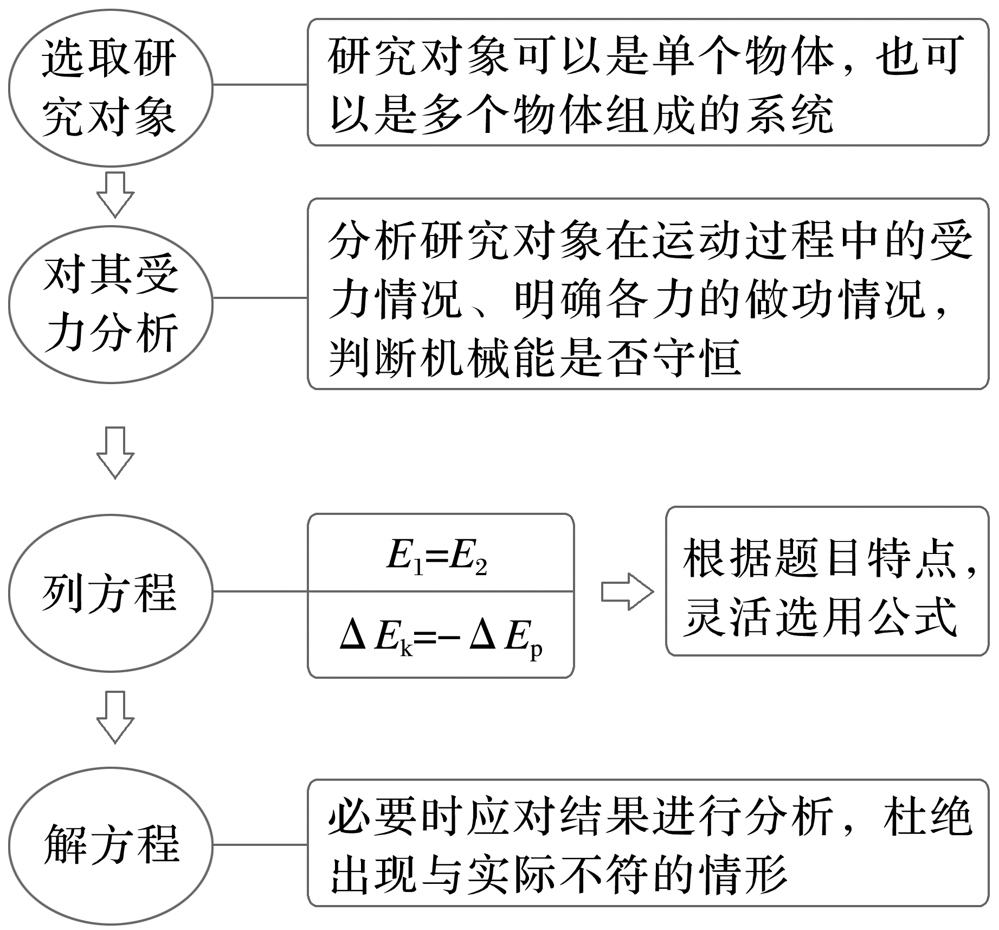 选取研
究对象
研究对象可以是单个物体，也可
以是多个物体组成的系统
对其受
力分析
分析研究对象在运动过程中的受
力情况、明确各力的做功情况，
判断机械能是否守恒
列方程
E₁=E₂
ΔEₖ=−ΔEₚ
根据题目特点，
灵活选用公式
解方程
必要时应对结果进行分析，杜绝
出现与实际不符的情形